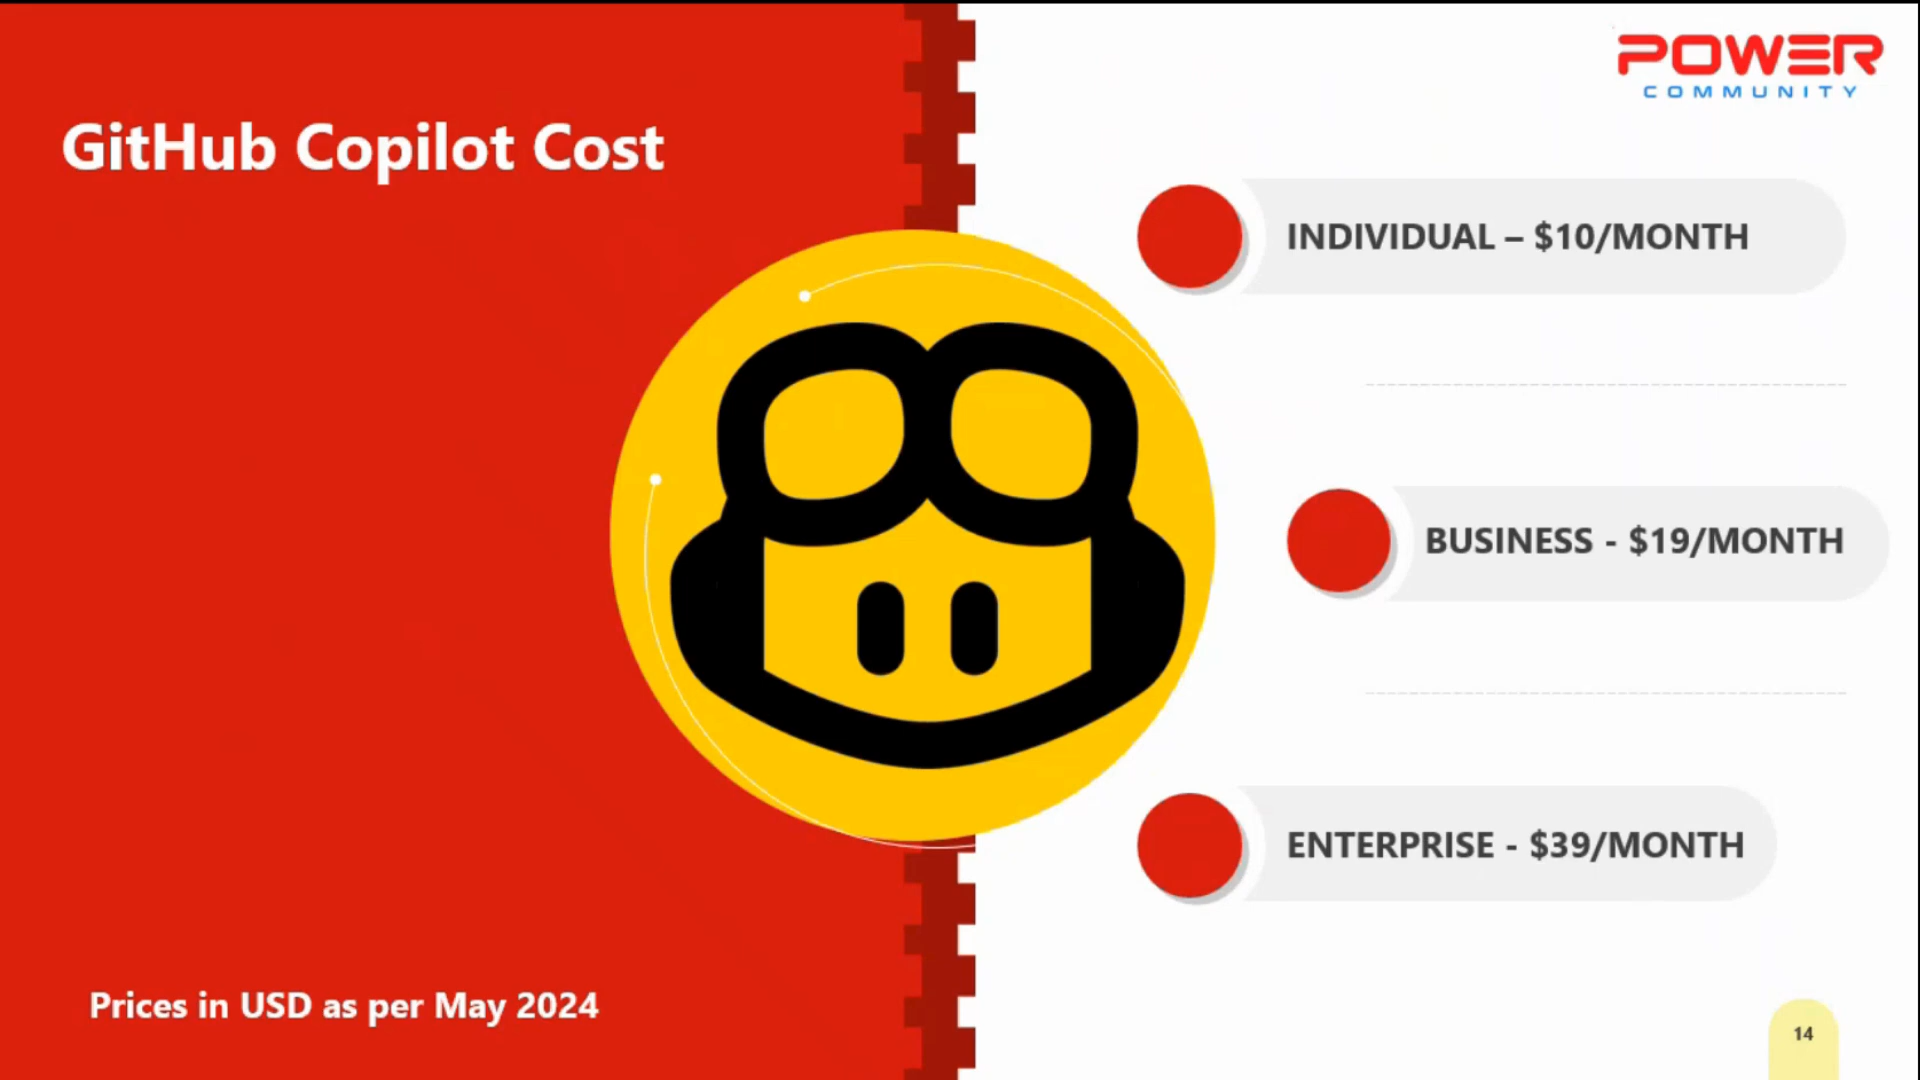 POWER
COMMUNITY
GitHub Copilot Cost
INDIVIDUAL – $10/MONTH
BUSINESS - $19/MONTH
ENTERPRISE - $39/MONTH
Prices in USD as per May 2024
14